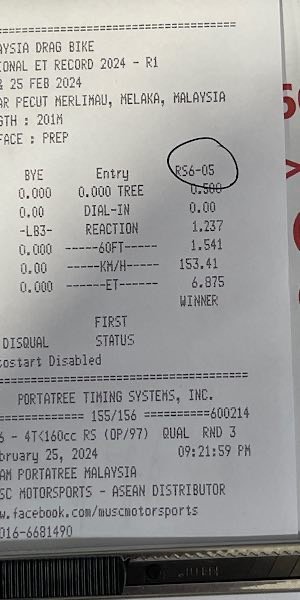 AYSIA DRAG BIKE
IONAL ET RECORD 2024 - R1
& 25 FEB 2024
AR PECUT MERLIMAU, MELAKA, MALAYSIA
GTH : 201M
FACE : PREP
BYE Entry RS6-05
0.000 0.000 TREE 0.500
0.00 DIAL-IN 0.00
-LB3- REACTION 1.237
0.000 -----60FT----- 1.541
0.00 -----KM/H----- 153.41
0.000 ------ET------ 6.875
WINNER
FIRST
DISQUAL STATUS
tostart Disabled
PORTATREE TIMING SYSTEMS, INC.
============= 155/156 ==========600214
6 - 4T<160cc RS (OP/97) QUAL RND 3
bruary 25, 2024 09:21:59 PM
AM PORTATREE MALAYSIA
SC MOTORSPORTS - ASEAN DISTRIBUTOR
w.facebook.com/muscmotorsports
016-6681490